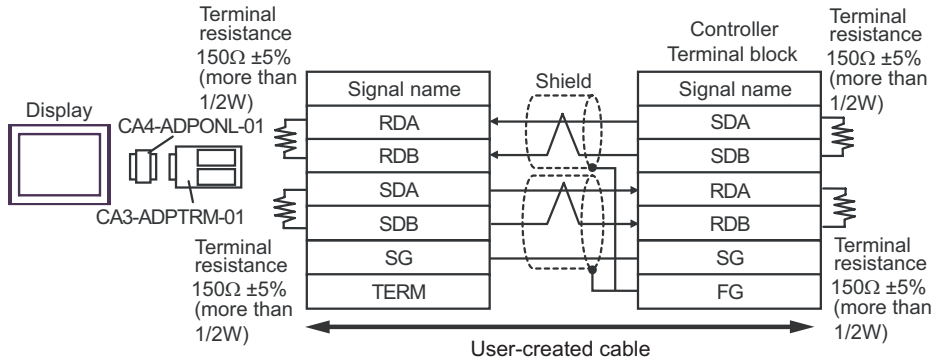 Terminal
resistance
150Ω ±5%
(more than
1/2W)
Controller
Terminal block
Terminal
resistance
150Ω ±5%
(more than
1/2W)
Display
CA4-ADPONL-01
CA3-ADPTRM-01
Signal name
Shield
Signal name
RDA
SDA
RDB
SDB
SDA
RDA
SDB
RDB
SG
SG
TERM
FG
Terminal
resistance
150Ω ±5%
(more than
1/2W)
Terminal
resistance
150Ω ±5%
(more than
1/2W)
User-created cable